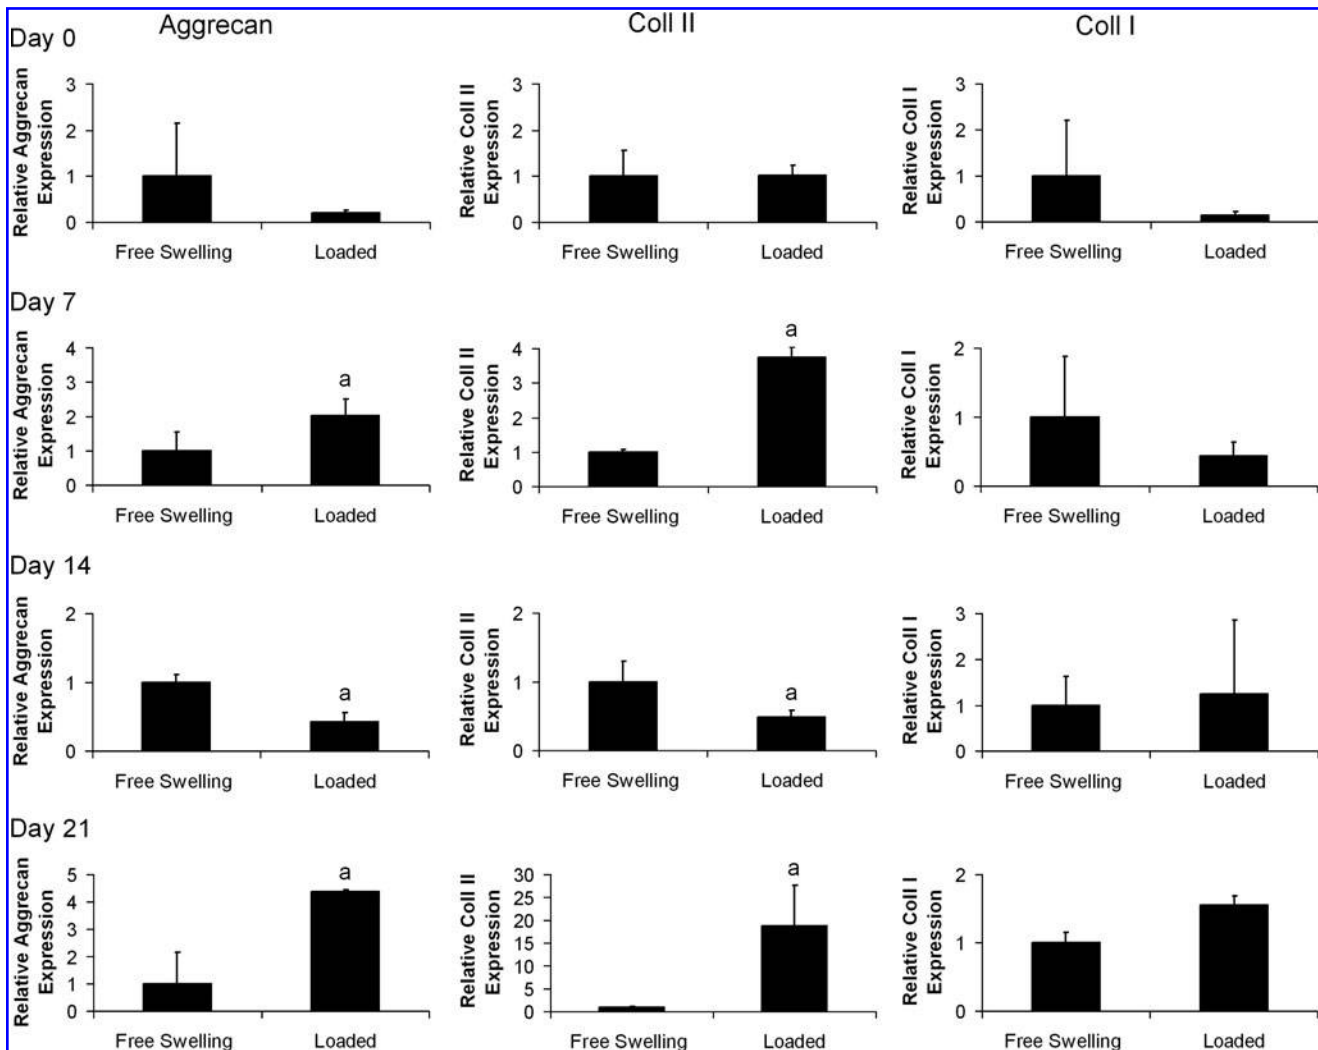 Aggrecan
Coll II
Coll I
Day 0
Relative Aggrecan
Expression
3
2
1
0
Free Swelling
Loaded
Relative Coll II
Expression
3
2
1
0
Free Swelling
Loaded
Relative Coll I
Expression
3
2
1
0
Free Swelling
Loaded
Day 7
Relative Aggrecan
Expression
4
3
2
1
0
a
Free Swelling
Loaded
Relative Coll II
Expression
4
3
2
1
0
a
Free Swelling
Loaded
Relative Coll I
Expression
2
1
0
Free Swelling
Loaded
Day 14
Relative Aggrecan
Expression
2
1
0
a
Free Swelling
Loaded
Relative Coll II
Expression
2
1
0
a
Free Swelling
Loaded
Relative Coll I
Expression
3
2
1
0
Free Swelling
Loaded
Day 21
Relative Aggrecan
Expression
5
4
3
2
1
0
a
Free Swelling
Loaded
Relative Coll II
Expression
30
25
20
15
10
5
0
a
Free Swelling
Loaded
Relative Coll I
Expression
2
1
0
Free Swelling
Loaded